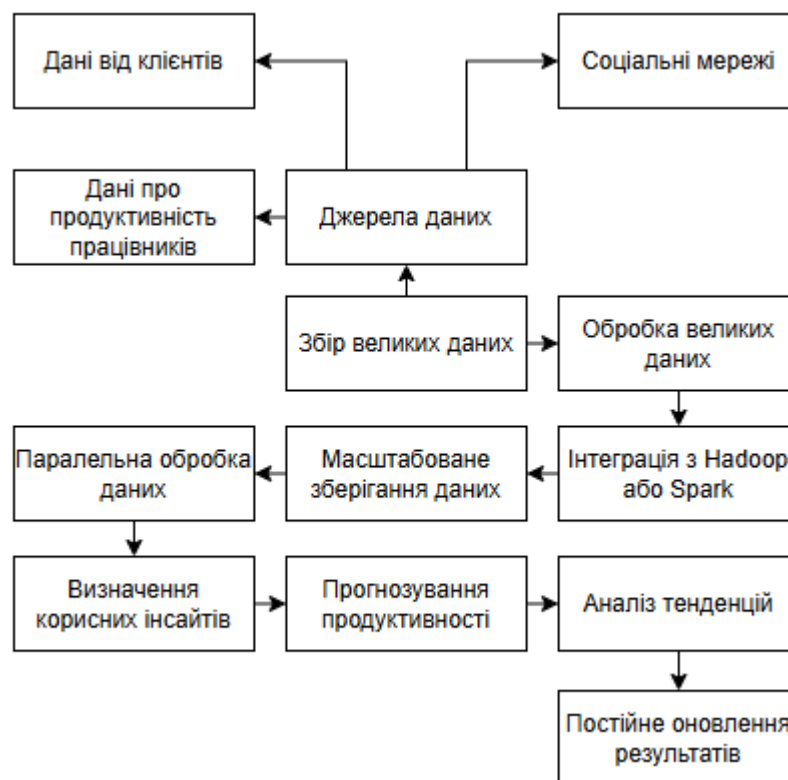 Дані від клієнтів
Соціальні мережі
Дані про
продуктивність
працівників
Джерела даних
Збір великих даних
Обробка великих
даних
Паралельна обробка
даних
Масштабоване
зберігання даних
Інтеграція з Hadoop
або Spark
Визначення
корисних інсайтів
Прогнозування
продуктивності
Аналіз тенденцій
Постійне оновлення
результатів